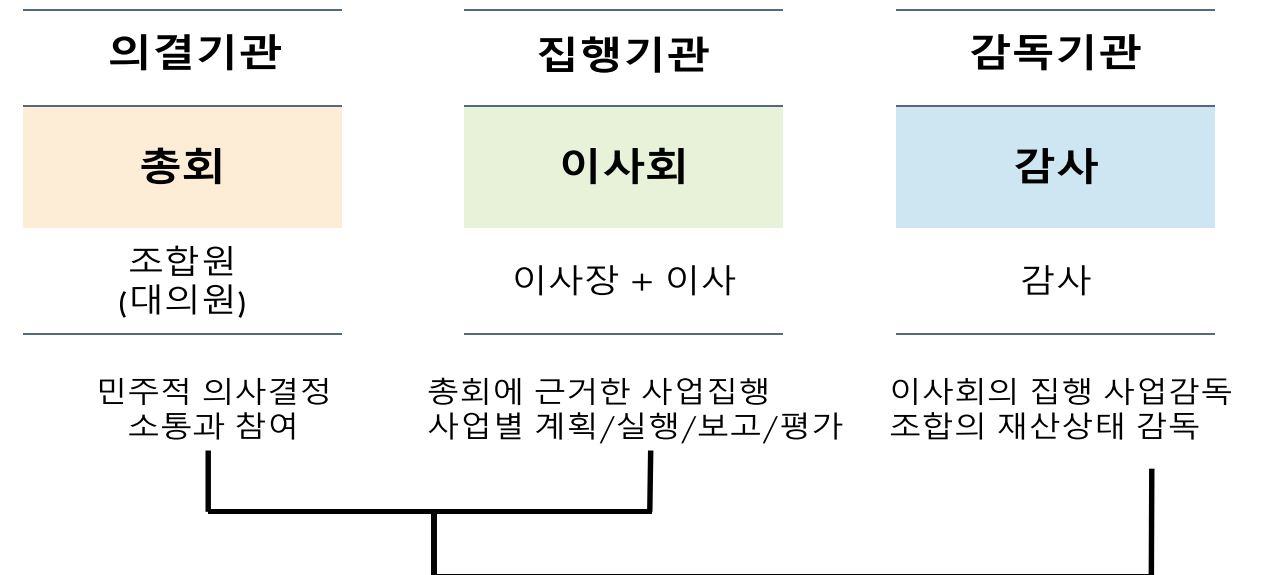 의결기관
집행기관
감독기관
총회
이사회
감사
조합원
(대의원)
이사장 + 이사
감사
민주적 의사결정
소통과 참여
총회에 근거한 사업집행
사업별 계획/실행/보고/평가
이사회의 집행 사업감독
조합의 재산상태 감독